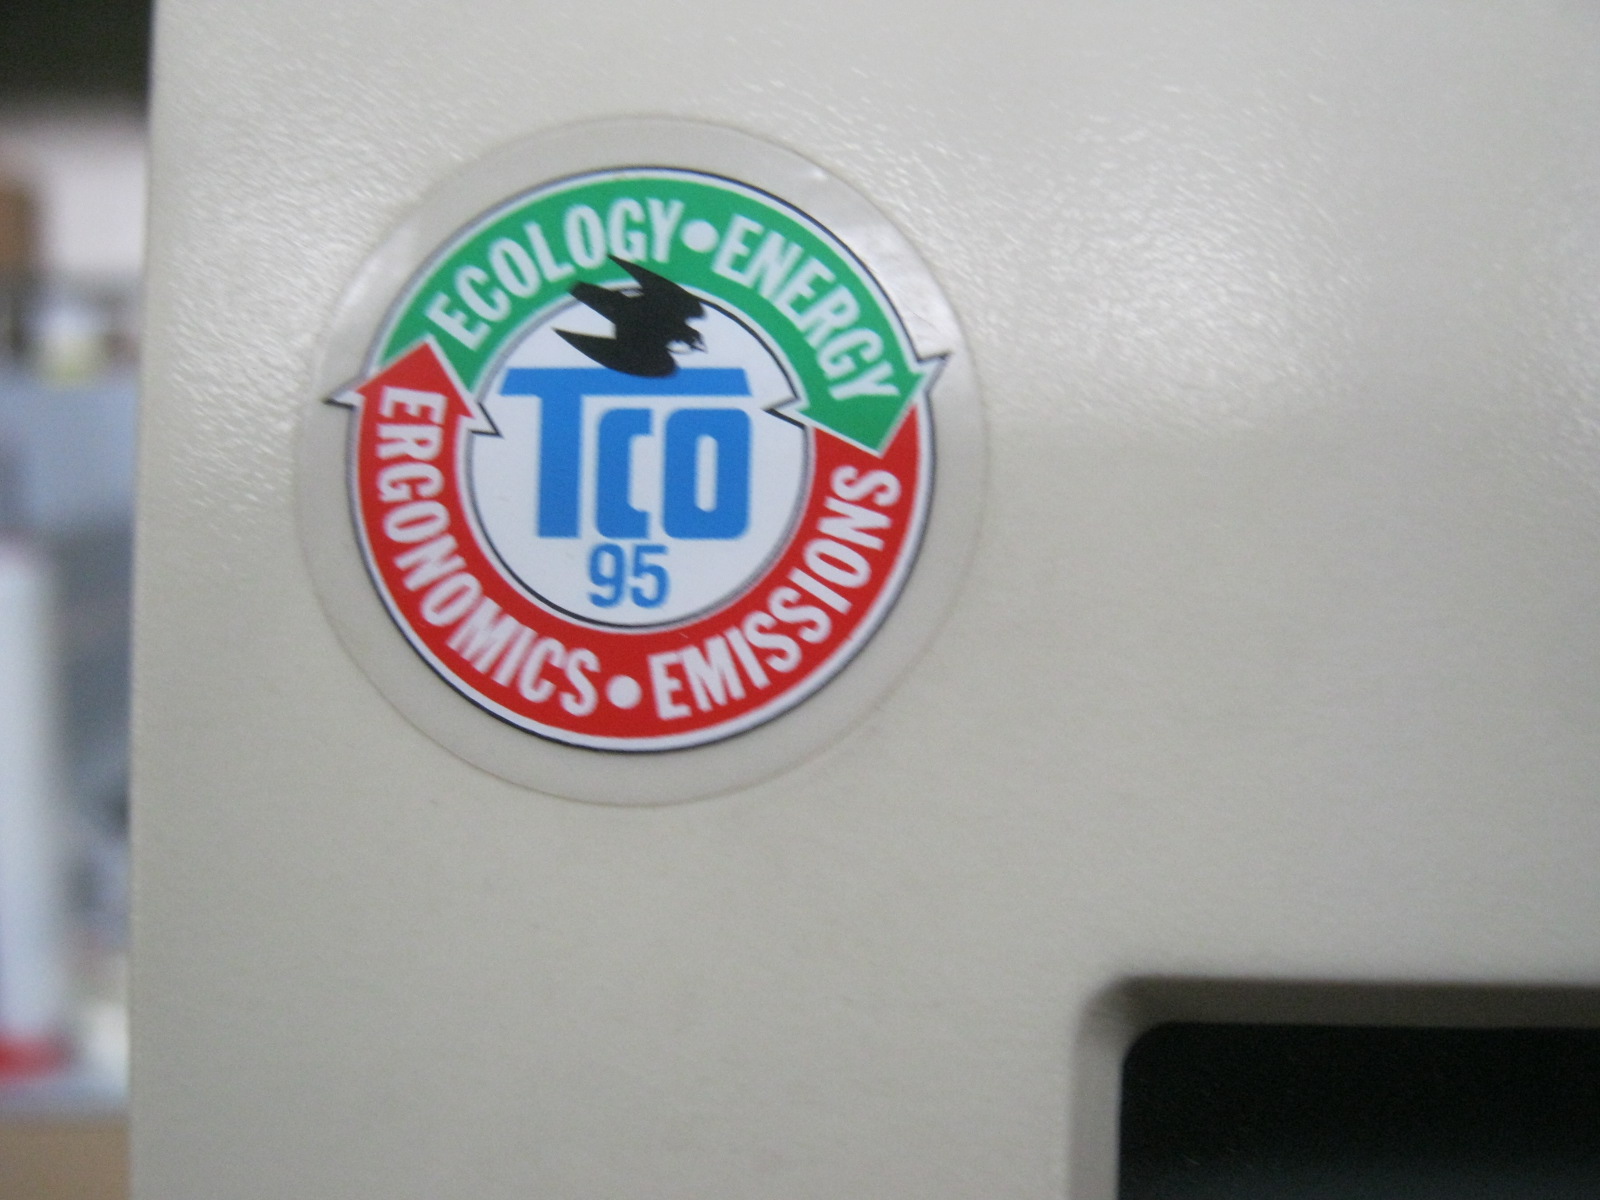 ECOLOGY • ENERGY
TCO
95
ERGONOMICS • EMISSIONS